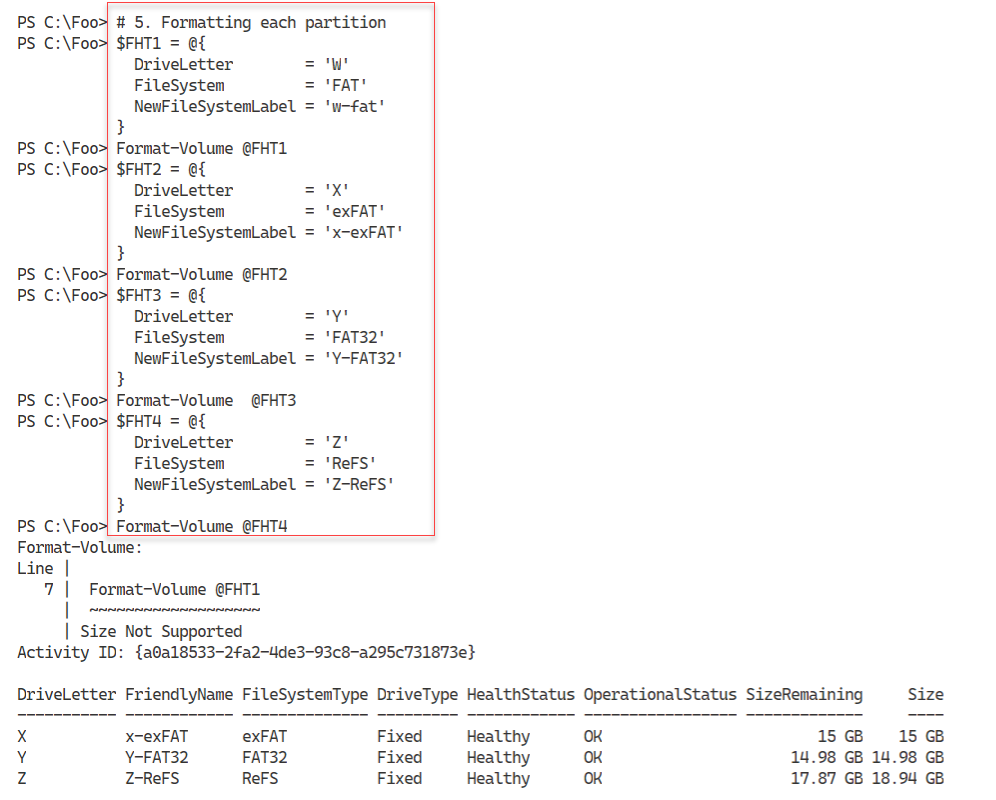 PS C:\Foo> # 5. Formatting each partition
PS C:\Foo> $FHT1 = @{
  DriveLetter        = 'W'
  FileSystem         = 'FAT'
  NewFileSystemLabel = 'w-fat'
}
PS C:\Foo> Format-Volume @FHT1
PS C:\Foo> $FHT2 = @{
  DriveLetter        = 'X'
  FileSystem         = 'exFAT'
  NewFileSystemLabel = 'x-exFAT'
}
PS C:\Foo> Format-Volume @FHT2
PS C:\Foo> $FHT3 = @{
  DriveLetter        = 'Y'
  FileSystem         = 'FAT32'
  NewFileSystemLabel = 'Y-FAT32'
}
PS C:\Foo> Format-Volume  @FHT3
PS C:\Foo> $FHT4 = @{
  DriveLetter        = 'Z'
  FileSystem         = 'ReFS'
  NewFileSystemLabel = 'Z-ReFS'
}
PS C:\Foo> Format-Volume @FHT4
Format-Volume:
Line |
   7 |  Format-Volume @FHT1
     |  ~~~~~~~~~~~~~~~~~~~
     | Size Not Supported
Activity ID: {a0a18533-2fa2-4de3-93c8-a295c731873e}
DriveLetter FriendlyName FileSystemType DriveType HealthStatus OperationalStatus SizeRemaining     Size
----------- ------------ -------------- --------- ------------ ----------------- -------------     ----
X           x-exFAT      exFAT          Fixed     Healthy      OK                        15 GB    15 GB
Y           Y-FAT32      FAT32          Fixed     Healthy      OK                     14.98 GB 14.98 GB
Z           Z-ReFS       ReFS           Fixed     Healthy      OK                     17.87 GB 18.94 GB